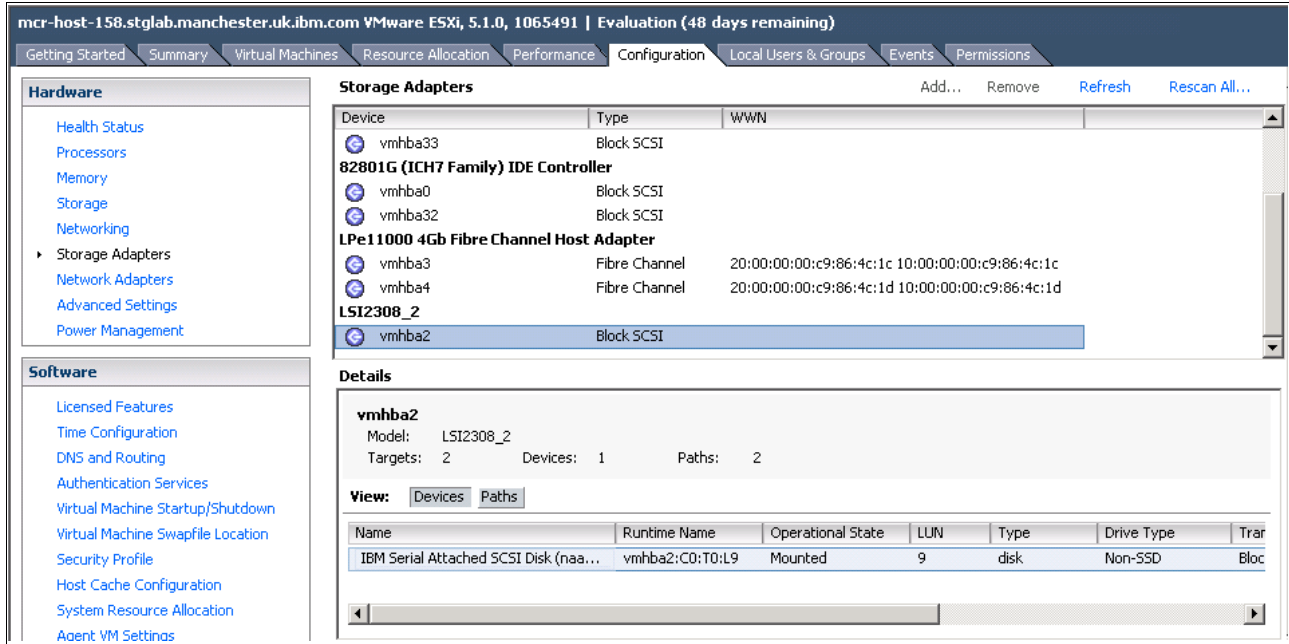 mcr-host-158.stglab.manchester.uk.ibm.com VMware ESXi, 5.1.0, 1065491 | Evaluation (48 days remaining)
Getting Started Summary Virtual Machines Resource Allocation Performance Configuration Local Users & Groups Events Permissions
Hardware
Health Status
Processors
Memory
Storage
Networking
Storage Adapters
Network Adapters
Advanced Settings
Power Management
Software
Licensed Features
Time Configuration
DNS and Routing
Authentication Services
Virtual Machine Startup/Shutdown
Virtual Machine Swapfile Location
Security Profile
Host Cache Configuration
System Resource Allocation
Agent VM Settings
Storage Adapters Add... Remove Refresh Rescan All...
Device Type WWN
vmhba33 Block SCSI
82801G (ICH7 Family) IDE Controller
vmhba0 Block SCSI
vmhba32 Block SCSI
LPe11000 4Gb Fibre Channel Host Adapter
vmhba3 Fibre Channel 20:00:00:00:c9:86:4c:1c 10:00:00:00:c9:86:4c:1c
vmhba4 Fibre Channel 20:00:00:00:c9:86:4c:1d 10:00:00:00:c9:86:4c:1d
LSI2308_2
vmhba2 Block SCSI
Details
vmhba2
Model: LSI2308_2
Targets: 2 Devices: 1 Paths: 2
View: Devices Paths
Name Runtime Name Operational State LUN Type Drive Type Tran
IBM Serial Attached SCSI Disk (naa... vmhba2:C0:T0:L9 Mounted 9 disk Non-SSD Bloc